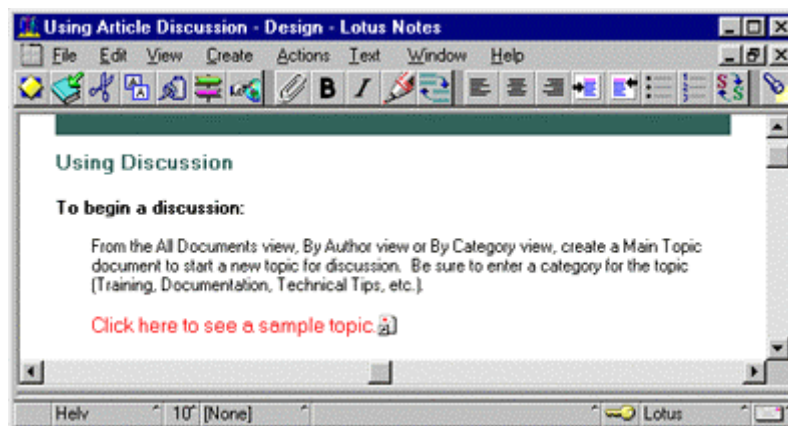 Using Article Discussion - Design - Lotus Notes
File Edit View Create Actions Text Window Help
B I
Using Discussion
To begin a discussion:
From the All Documents view, By Author view or By Category view, create a Main Topic
document to start a new topic for discussion. Be sure to enter a category for the topic
(Training, Documentation, Technical Tips, etc.).
Click here to see a sample topic.
Helv 10 [None] Lotus